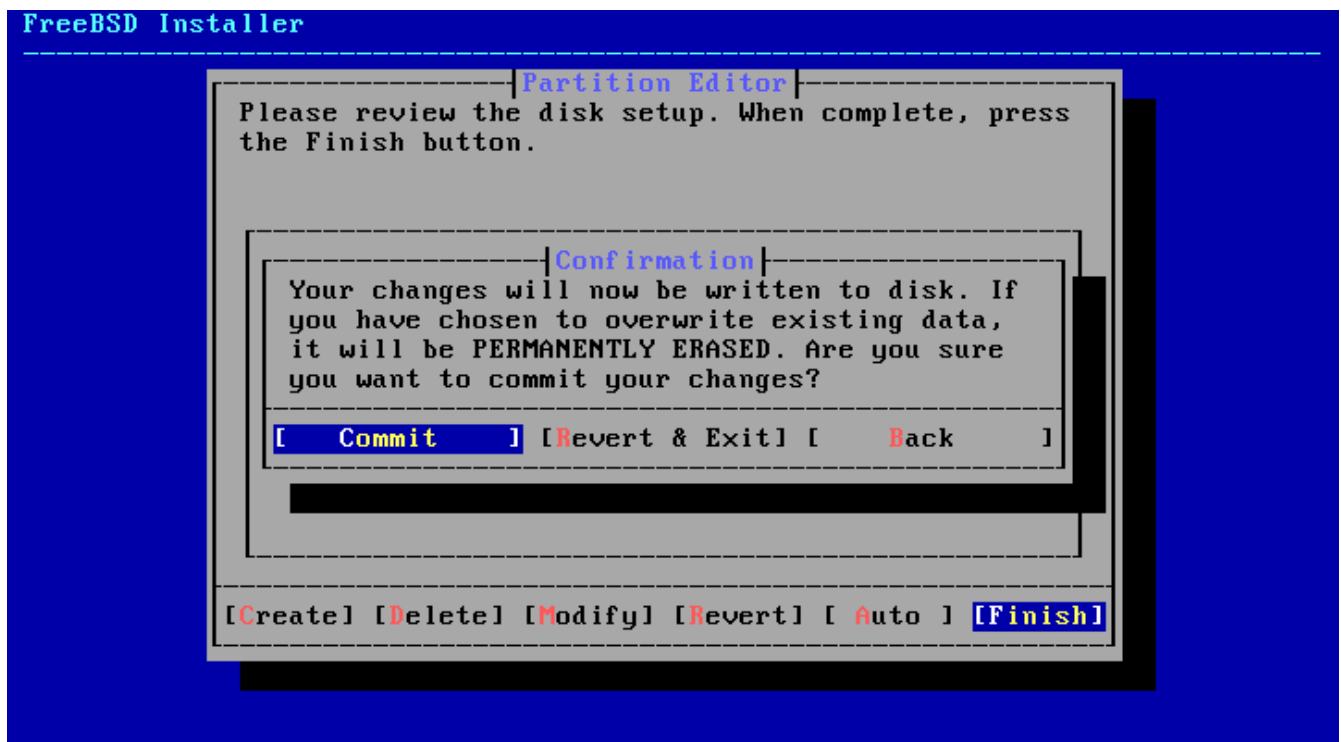 FreeBSD Installer
Partition Editor
Please review the disk setup. When complete, press
the Finish button.
Confirmation
Your changes will now be written to disk. If
you have chosen to overwrite existing data,
it will be PERMANENTLY ERASED. Are you sure
you want to commit your changes?
[ Commit ] [Revert & Exit] [ Back ]
[Create] [Delete] [Modify] [Revert] [ Auto ] [Finish]